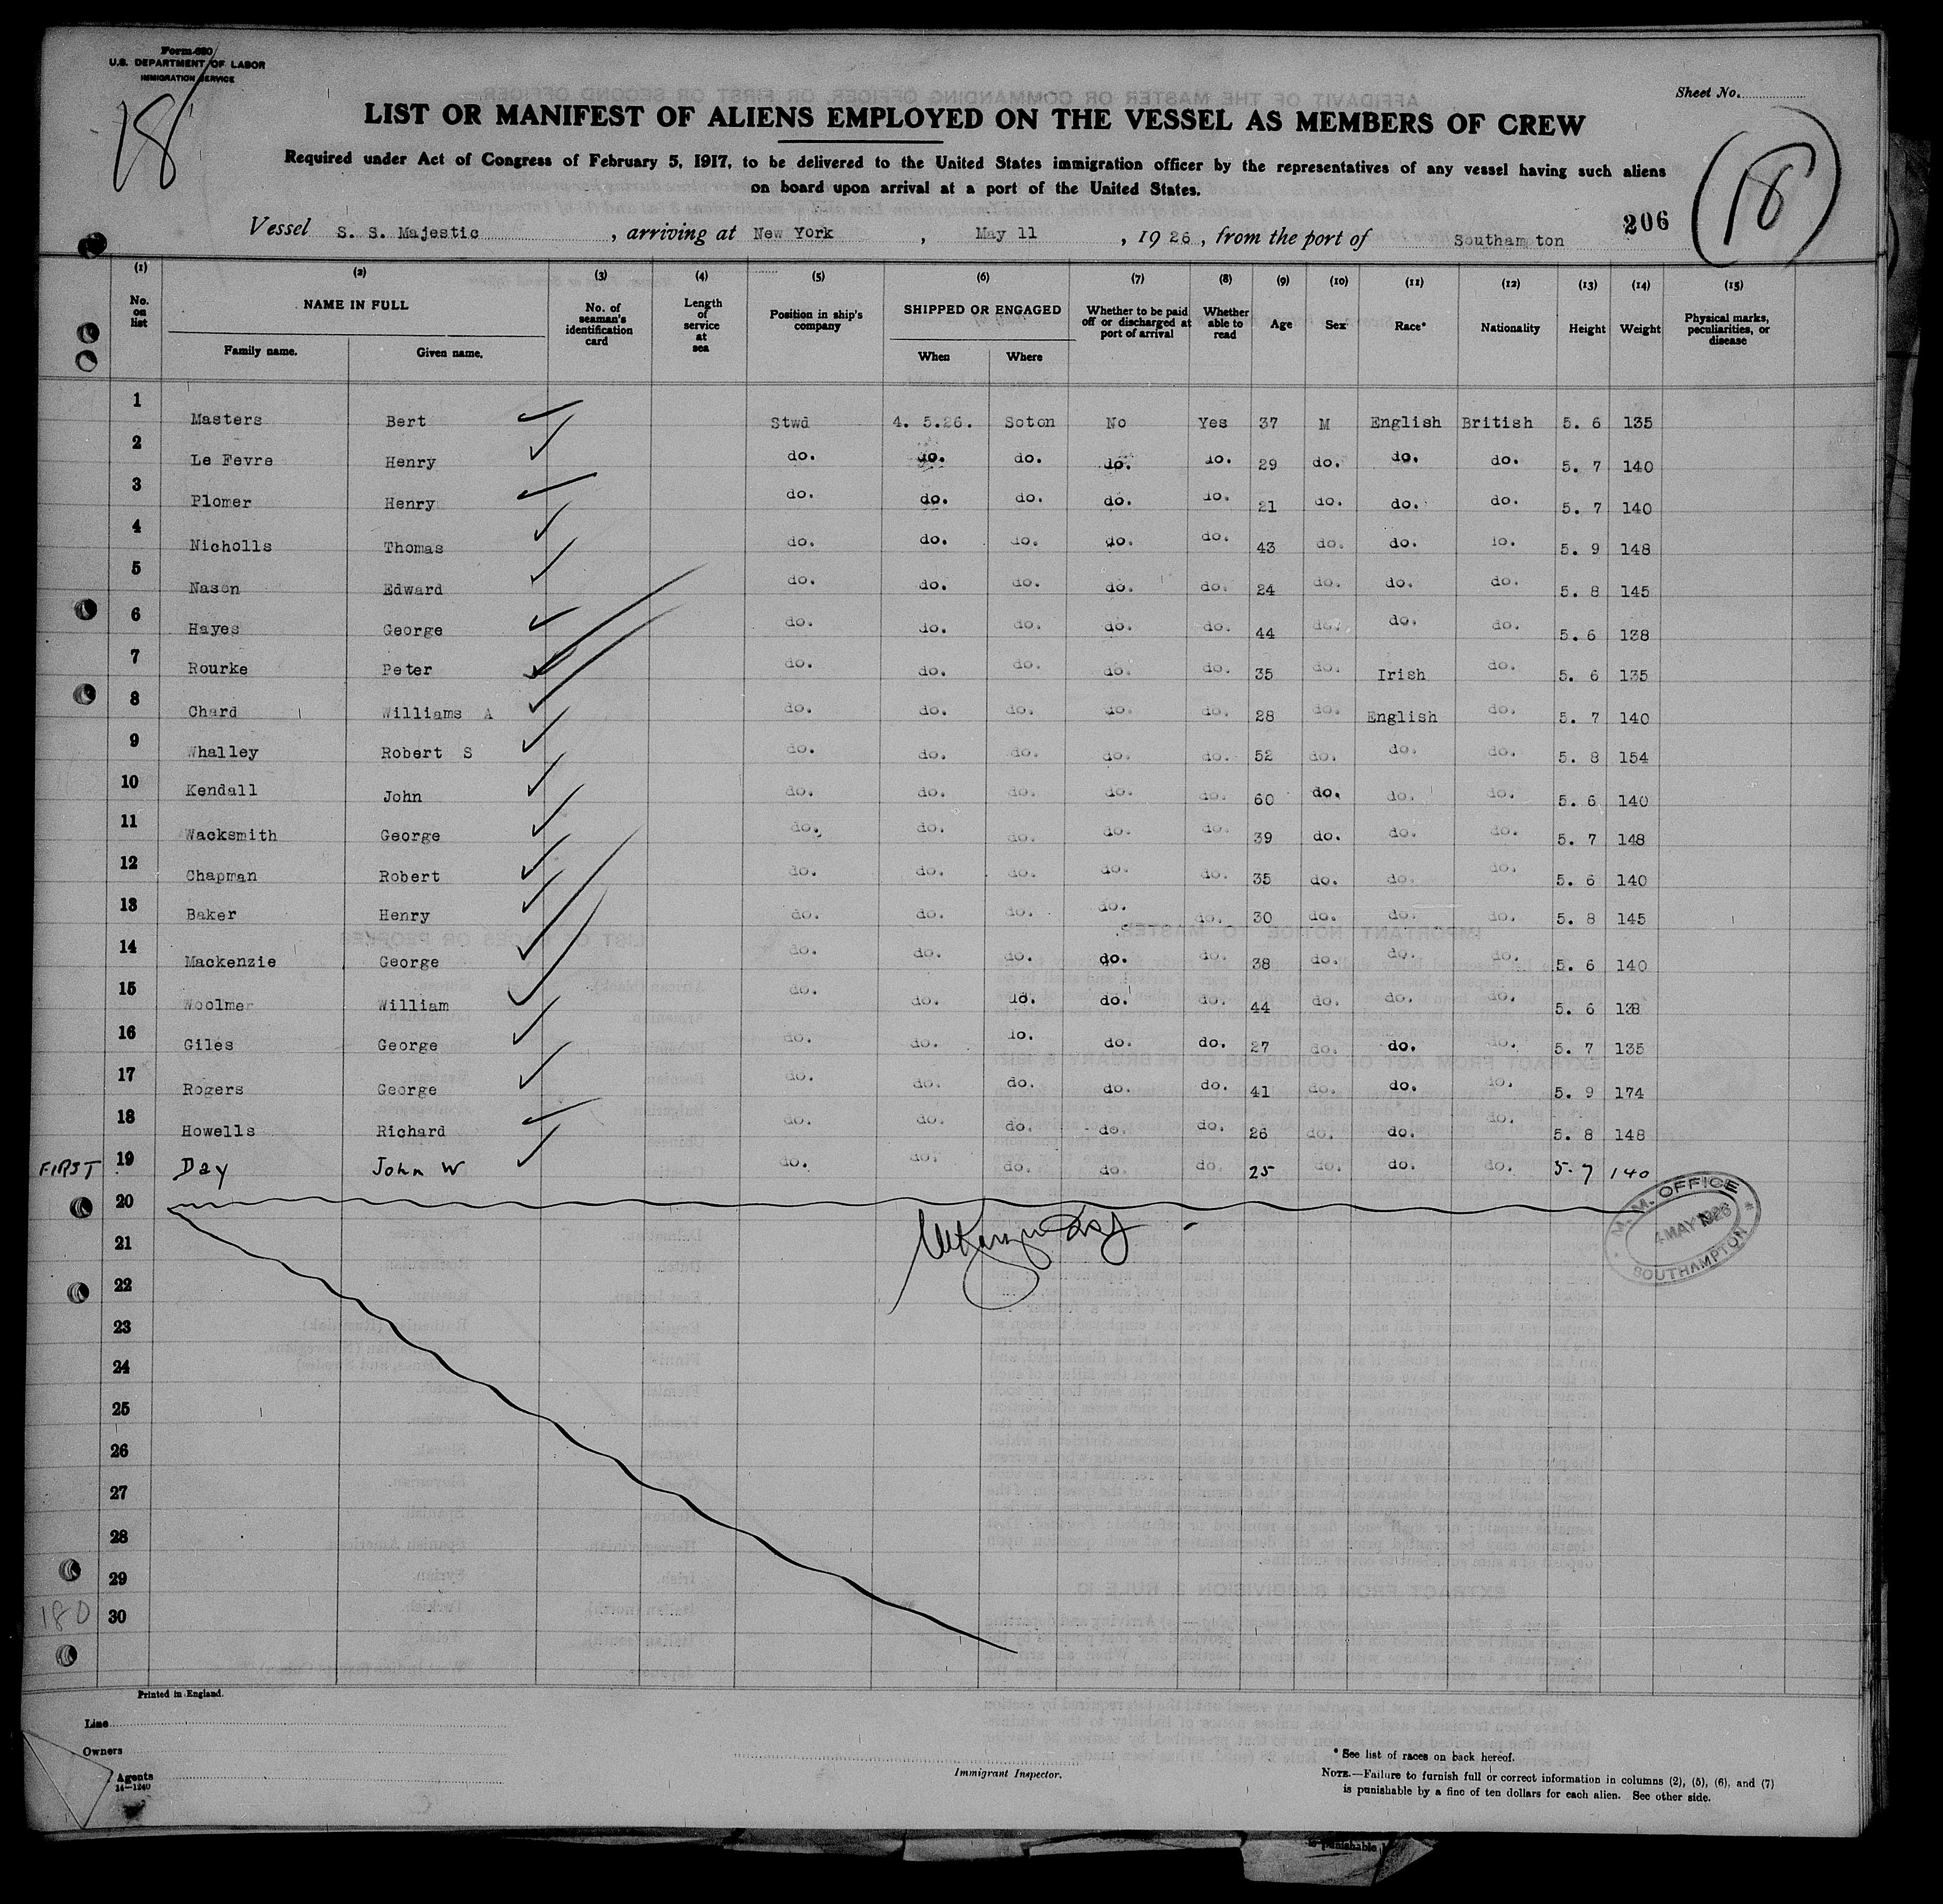 Form 680
U.S. DEPARTMENT OF LABOR
IMMIGRATION SERVICE
18
Sheet No.
LIST OR MANIFEST OF ALIENS EMPLOYED ON THE VESSEL AS MEMBERS OF CREW
Required under Act of Congress of February 5, 1917, to be delivered to the United States immigration officer by the representatives of any vessel having such aliens
on board upon arrival at a port of the United States.
18
206
Vessel S. S. Majestic, arriving at New York, May 11, 1926, from the port of Southam ton
(1) (2) (3) (4) (5) (6) (7) (8) (9) (10) (11) (12) (13) (14) (15)
No. on list NAME IN FULL Family name. Given name. No. of seaman's identification card Length of service at sea Position in ship's company SHIPPED OR ENGAGED When Where Whether to be paid off or discharged at port of arrival Whether able to read Age Sex Race* Nationality Height Weight Physical marks, peculiarities, or disease
1 Masters Bert Stwd 4. 5.26. Soton No Yes 37 M English British 5. 6 135
2 Le Fevre Henry do. do. do. do. do. 29 do. do. do. 5. 7 140
3 Plomer Henry do. do. do. do. do. 21 do. do. do. 5. 7 140
4 Nicholls Thomas do. do. do. do. do. 43 do. do. do. 5. 9 148
5 Nason Edward do. do. do. do. do. 24 do. do. do. 5. 8 145
6 Hayes George do. do. do. do. do. 44 do. do. do. 5. 6 138
7 Rourke Peter do. do. do. do. do. 35 do. Irish do. 5. 6 135
8 Chard Williams A do. do. do. do. do. 28 do. English do. 5. 7 140
9 Whalley Robert S do. do. do. do. do. 52 do. do. do. 5. 8 154
10 Kendall John do. do. do. do. do. 60 do. do. do. 5. 6 140
11 Wacksmith George do. do. do. do. do. 39 do. do. do. 5. 7 148
12 Chapman Robert do. do. do. do. do. 35 do. do. do. 5. 6 140
13 Baker Henry do. do. do. do. do. 30 do. do. do. 5. 8 145
14 Mackenzie George do. do. do. do. do. 38 do. do. do. 5. 6 140
15 Woolmer William do. do. do. do. do. 44 do. do. do. 5. 6 138
16 Giles George do. do. do. do. do. 27 do. do. do. 5. 7 135
17 Rogers George do. do. do. do. do. 41 do. do. do. 5. 9 174
18 Howells Richard do. do. do. do. do. 26 do. do. do. 5. 8 148
FIRST 19 Day John W do. do. do. do. do. 25 do. do. do. 5. 7 140
20
21
22
23
24
25
26
27
28
29
180 30
M. M. OFFICE
4 MAY 1926
SOUTHAMPTON
Printed in England.
Line
Owners
Agents
14—1240
Immigrant Inspector.
* See list of races on back hereof.
NOTE.—Failure to furnish full or correct information in columns (2), (5), (6), and (7)
is punishable by a fine of ten dollars for each alien. See other side.
is punishable